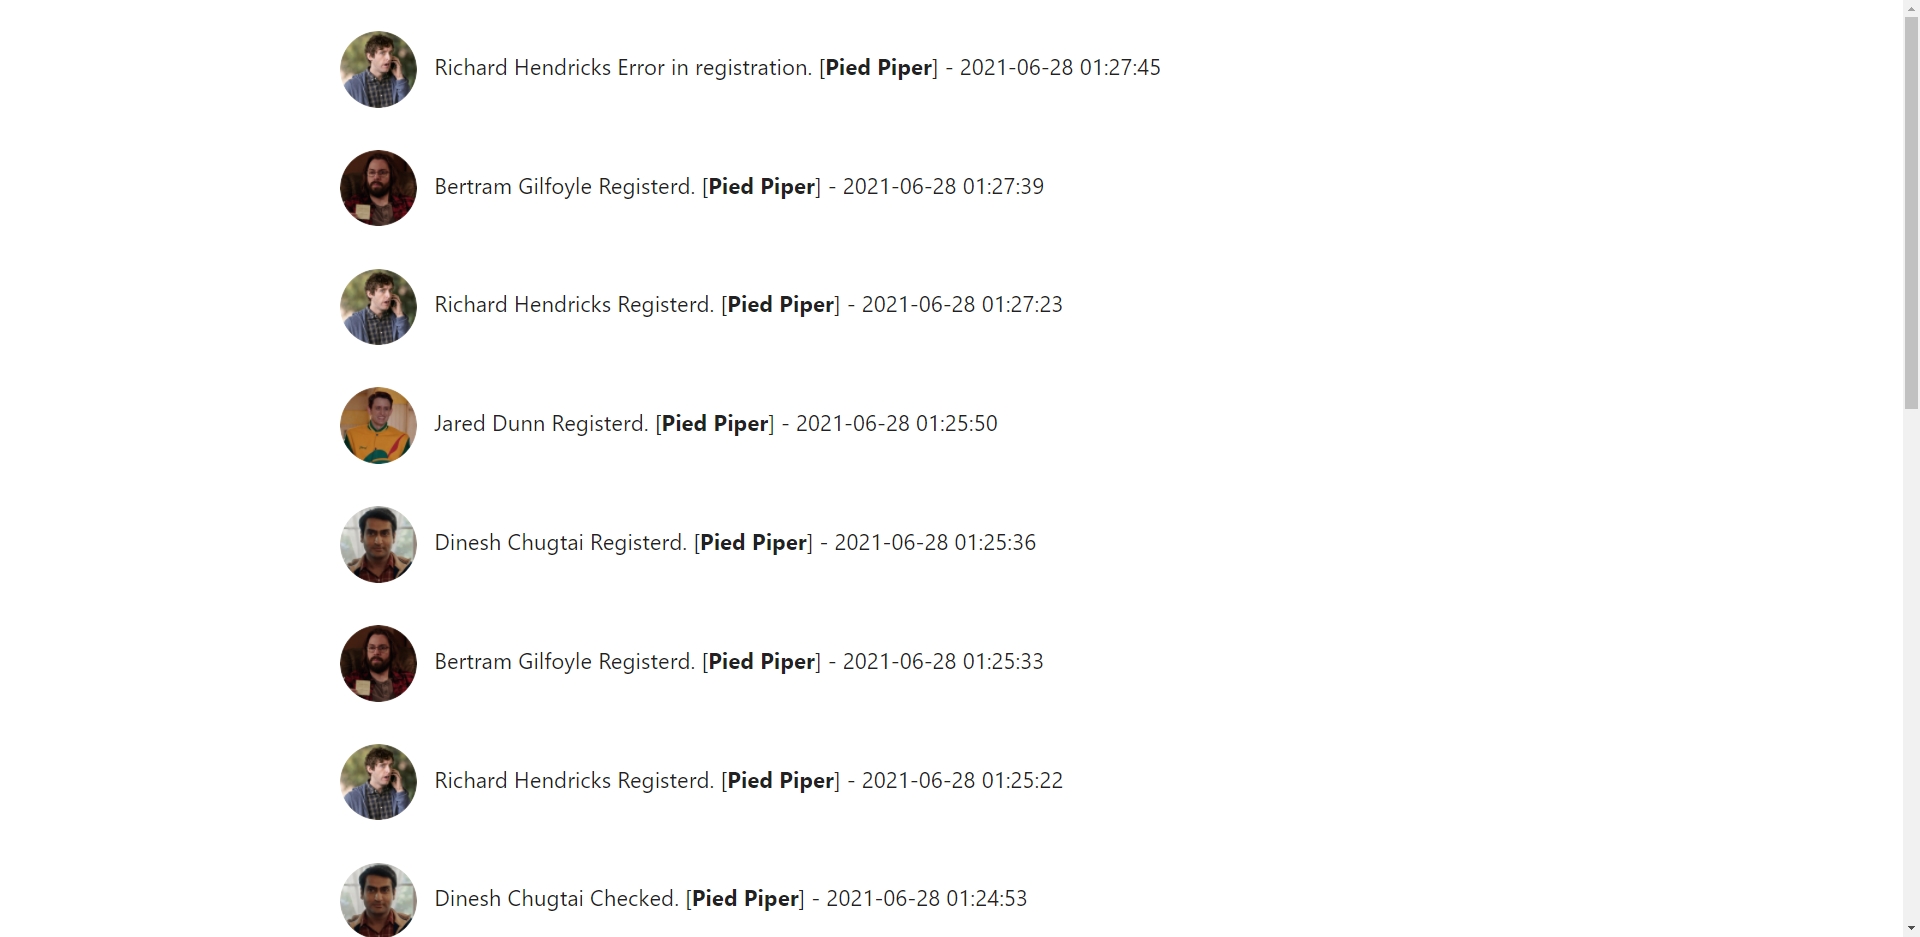 Richard Hendricks Error in registration. [Pied Piper] - 2021-06-28 01:27:45
Bertram Gilfoyle Registerd. [Pied Piper] - 2021-06-28 01:27:39
Richard Hendricks Registerd. [Pied Piper] - 2021-06-28 01:27:23
Jared Dunn Registerd. [Pied Piper] - 2021-06-28 01:25:50
Dinesh Chugtai Registerd. [Pied Piper] - 2021-06-28 01:25:36
Bertram Gilfoyle Registerd. [Pied Piper] - 2021-06-28 01:25:33
Richard Hendricks Registerd. [Pied Piper] - 2021-06-28 01:25:22
Dinesh Chugtai Checked. [Pied Piper] - 2021-06-28 01:24:53